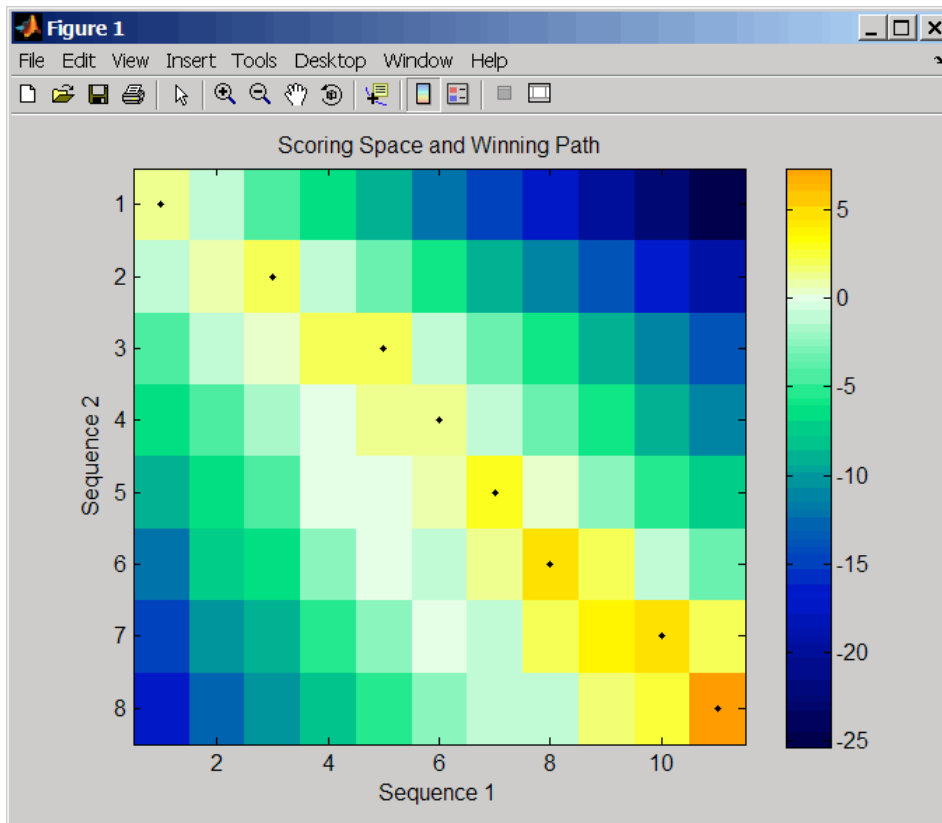 Figure 1
File Edit View Insert Tools Desktop Window Help
Scoring Space and Winning Path
Sequence 2
1
2
3
4
5
6
7
8
2 4 6 8 10
Sequence 1
5
0
-5
-10
-15
-20
-25